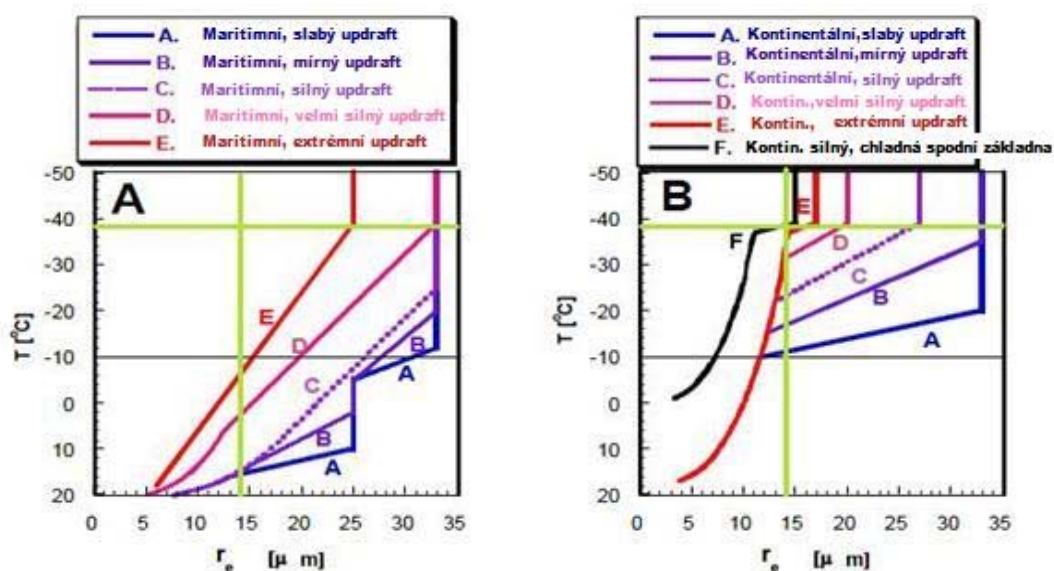 A. Maritimní, slabý updraft
B. Maritimní, mírný updraft
C. Maritimní, silný updraft
D. Maritimní, velmi silný updraft
E. Maritimní, extrémní updraft
A. Kontinentální,slabý updraft
B. Kontinentální,mírný updraft
C. Kontinentální, silný updraft
D. Kontin.,velmi silný updraft
E. Kontin., extrémní updraft
F. Kontin. silný, chladná spodní základna
A
-50
-40
-30
-20
-10
0
10
20
T [°C]
E
D
C
B
A
B
A
0 5 10 15 20 25 30 35
r_e [μ m]
B
-50
-40
-30
-20
-10
0
10
20
T [°C]
E
F
D
C
B
A
0 5 10 15 20 25 30 35
r_e [μ m]